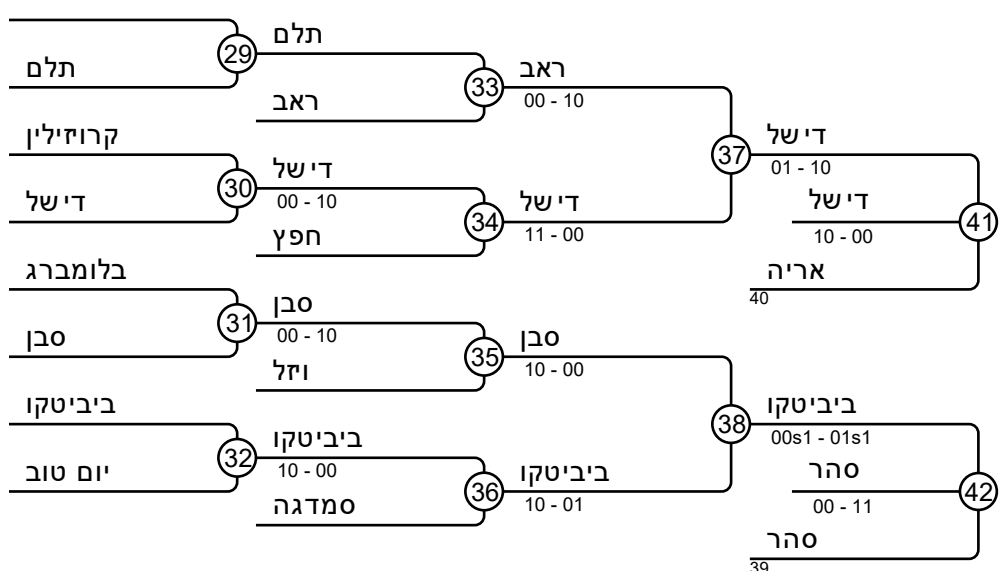 תלם
29
תלם
ראב
33
ראב
00 - 10
קרויזילין
30
דישל
דישל
00 - 10
חפץ
34
דישל
11 - 00
37
דישל
01 - 10
דישל
10 - 00
41
אריה
40
בלומברג
31
סבן
סבן
00 - 10
ויזל
35
סבן
10 - 00
ביביטקו
32
יום טוב
ביביטקו
10 - 00
סמדגה
36
ביביטקו
10 - 01
38
ביביטקו
00s1 - 01s1
סהר
00 - 11
42
סהר
39